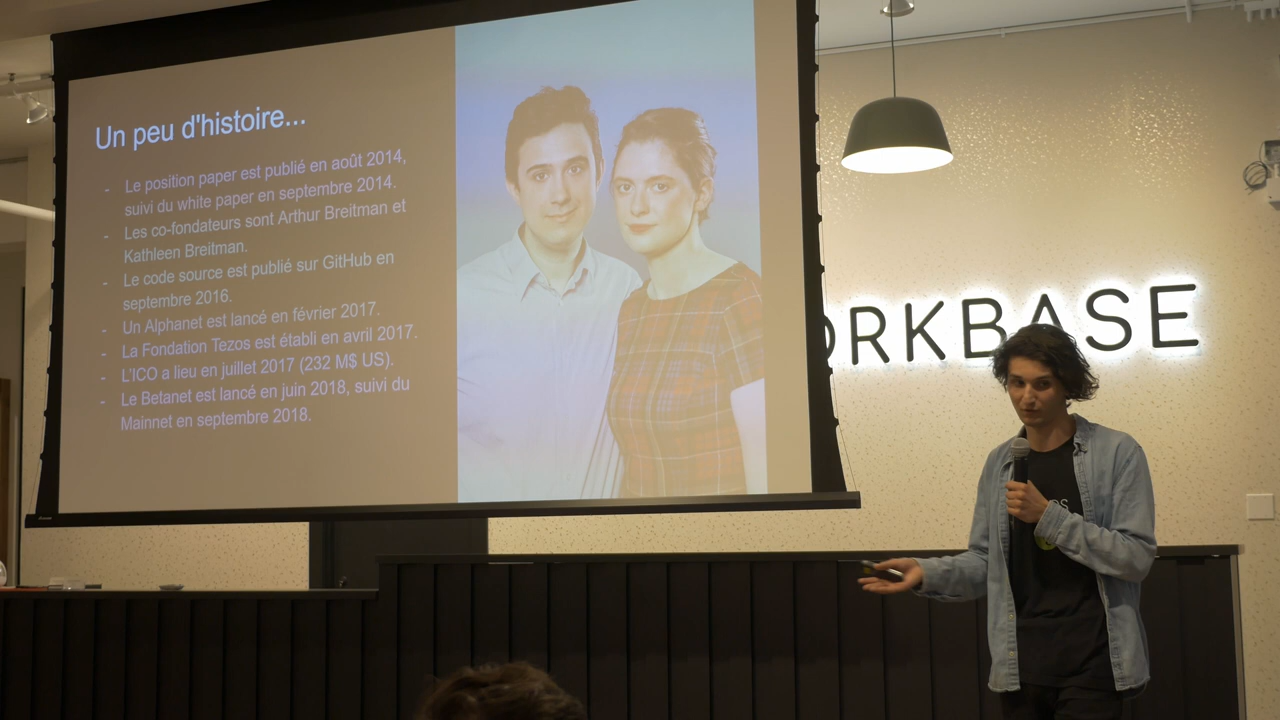 Un peu d'histoire...
- Le position paper est publié en août 2014,
suivi du white paper en septembre 2014.
- Les co-fondateurs sont Arthur Breitman et
Kathleen Breitman.
- Le code source est publié sur GitHub en
septembre 2016.
- Un Alphanet est lancé en février 2017.
- La Fondation Tezos est établi en avril 2017.
- L'ICO a lieu en juillet 2017 (232 M$ US).
- Le Betanet est lancé en juin 2018, suivi du
Mainnet en septembre 2018.
ORKBASE